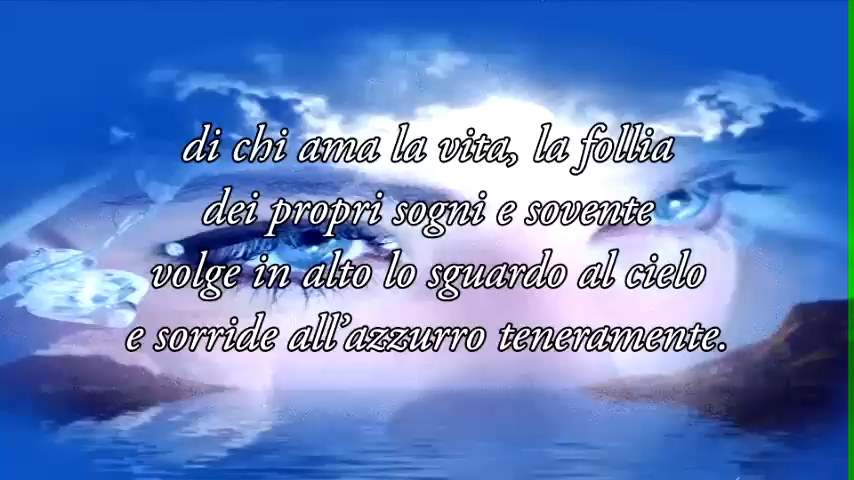 di chi ama la vita, la follia
dei propri sogni e sovente
volge in alto lo sguardo al cielo
e sorride all'azzurro teneramente.